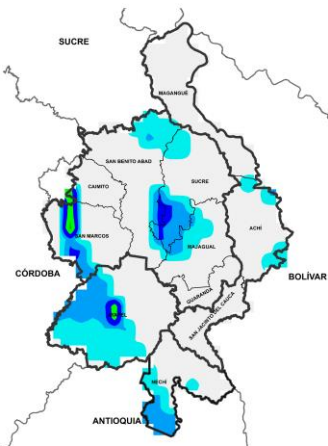 SUCRE
MAGANGUÉ
SAN BENITO ABAD
CAIMITO
SUCRE
SAN MARCOS
ACHÍ
MAJAGUAL
CÓRDOBA
BOLÍVAR
GUARANDA
SAN JACINTO DEL CAUCA
NECHÍ
ANTIOQUIA